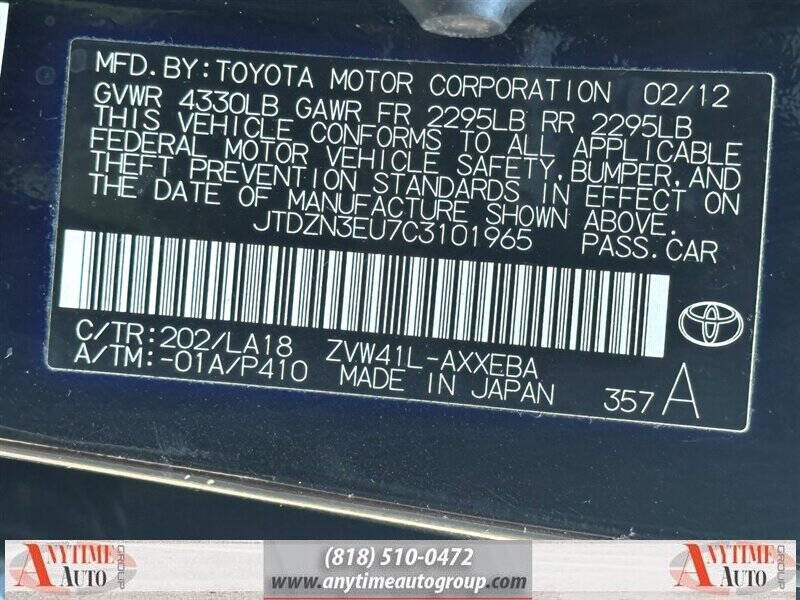 MFD. BY: TOYOTA MOTOR CORPORATION 02/12
GVWR 4330LB GAWR FR 2295LB RR 2295LB
THIS VEHICLE CONFORMS TO ALL APPLICABLE
FEDERAL MOTOR VEHICLE SAFETY, BUMPER, AND
THEFT PREVENTION STANDARDS IN EFFECT ON
THE DATE OF MANUFACTURE SHOWN ABOVE.
JTDZN3EU7C3101965 PASS. CAR
C/TR: 202/LA18 ZVW41L-AXXEBA
A/TM: -01A/P410 MADE IN JAPAN 357 A
ANYTIME AUTO GROUP
(818) 510-0472
www.anytimeautogroup.com
ANYTIME AUTO GROUP